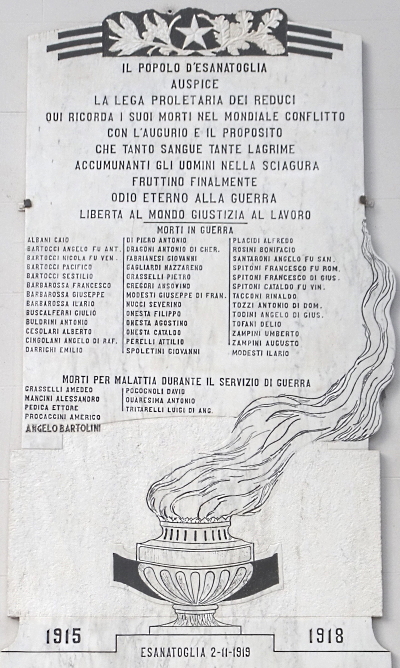 IL POPOLO D'ESANATOGLIA
AUSPICE
LA LEGA PROLETARIA DEI REDUCI
QUI RICORDA I SUOI MORTI NEL MONDIALE CONFLITTO
CON L'AUGURIO E IL PROPOSITO
CHE TANTO SANGUE TANTE LAGRIME
ACCUMUNANTI GLI UOMINI NELLA SCIAGURA
FRUTTINO FINALMENTE
ODIO ETERNO ALLA GUERRA
LIBERTA AL MONDO GIUSTIZIA AL LAVORO
MORTI IN GUERRA
ALBANI CAIO
BARTOCCI ANGELO FU ANT.
BARTOCCI NICOLA FU VEN.
BARTOCCI PACIFICO
BARTOCCI SESTILIO
BARBAROSSA FRANCESCO
BARBAROSSA GIUSEPPE
BARBAROSSA ILARIO
BUSCALFERRI GIULIO
BULDRINI ANTONIO
CESOLARI ALBERTO
CINGOLANI ANGELO DI RAF.
DARRIGHI EMILIO
DI PIERO ANTONIO
DRAGONI ANTONIO DI CHER.
FABRIANESI GIOVANNI
GAGLIARDI NAZZARENO
GRASSELLI PIETRO
GREGORI ANSOVINO
MODESTI GIUSEPPE DI FRAN.
NUCCI SEVERINO
ONESTA FILIPPO
ONESTA AGOSTINO
ONESTA CATALDO
PERELLI ATTILIO
SPOLETINI GIOVANNI
PLACIDI ALFREDO
ROSINI BONIFACIO
SANTARONI ANGELO FU SAN.
SPITONI FRANCESCO FU ROM.
SPITONI FRANCESCO DI GIUS.
SPITONI CATALDO FU VIN.
TACCONI RINALDO
TOZZI ANTONIO DI DOM.
TODINI ANGELO DI GIUS.
TOFANI DELIO
ZAMPINI UMBERTO
ZAMPINI AUGUSTO
MODESTI ILARIO
MORTI PER MALATTIA DURANTE IL SERVIZIO DI GUERRA
GRASSELLI AMEDEO
MANCINI ALESSANDRO
PEDICA ETTORE
PROCACCINI AMERICO
ANGELO BARTOLINI
POCOGNOLI DAVID
QUARESIMA ANTONIO
TRITARELLI LUIGI DI ANG.
1915
1918
ESANATOGLIA 2-11-1919